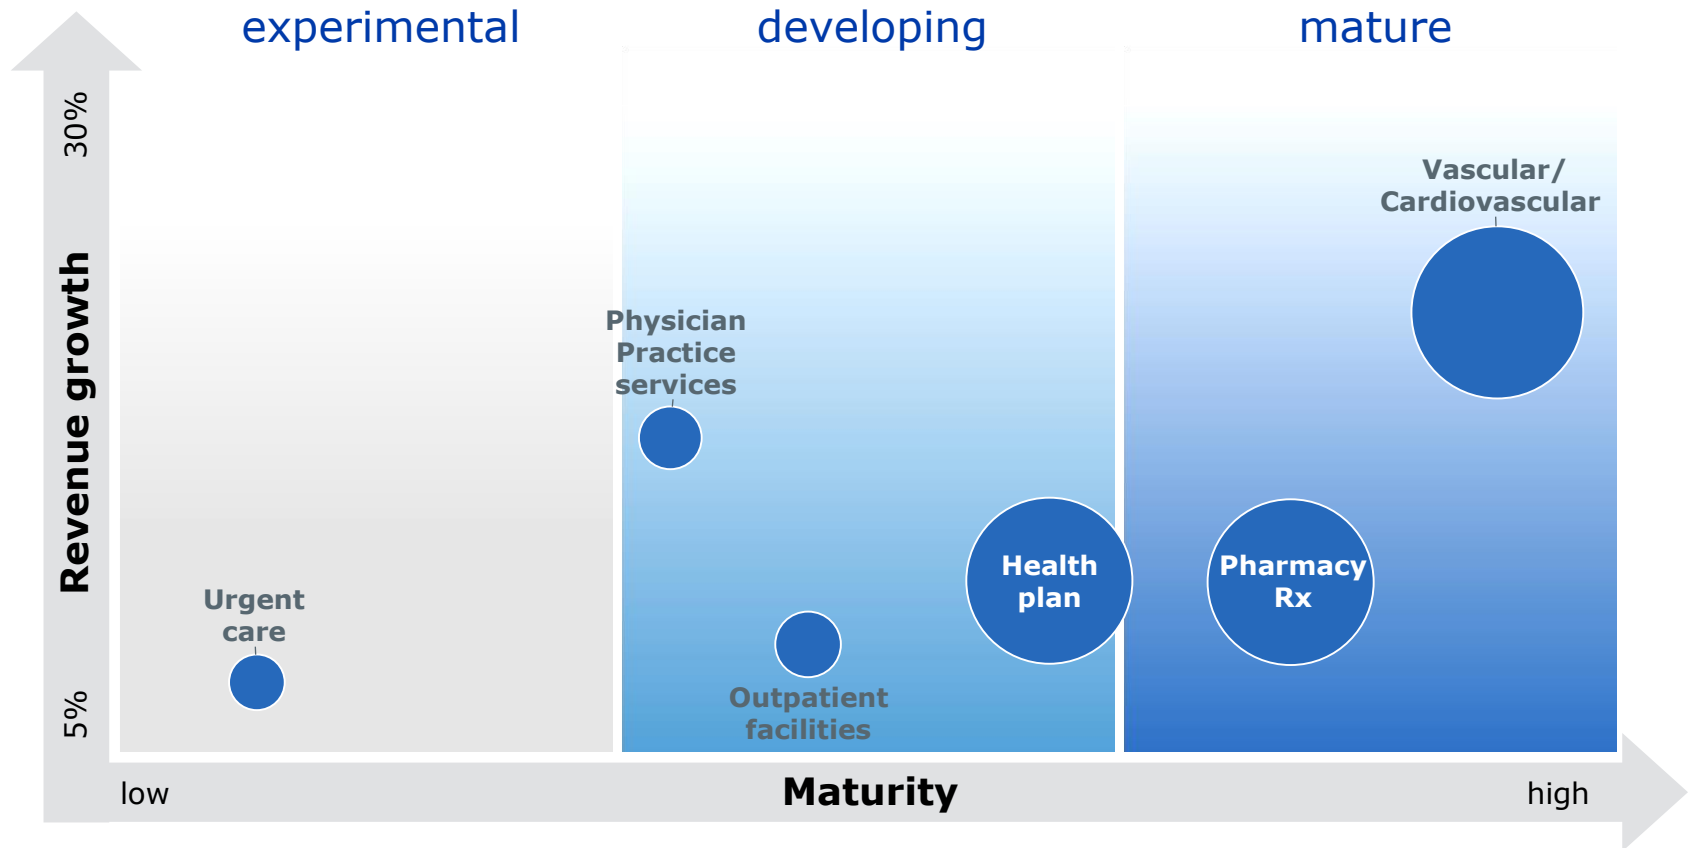 experimental
developing
mature
30%
Revenue growth
5%
Vascular/
Cardiovascular
Physician
Practice
services
Health
plan
Pharmacy
Rx
Urgent
care
Outpatient
facilities
low
Maturity
high